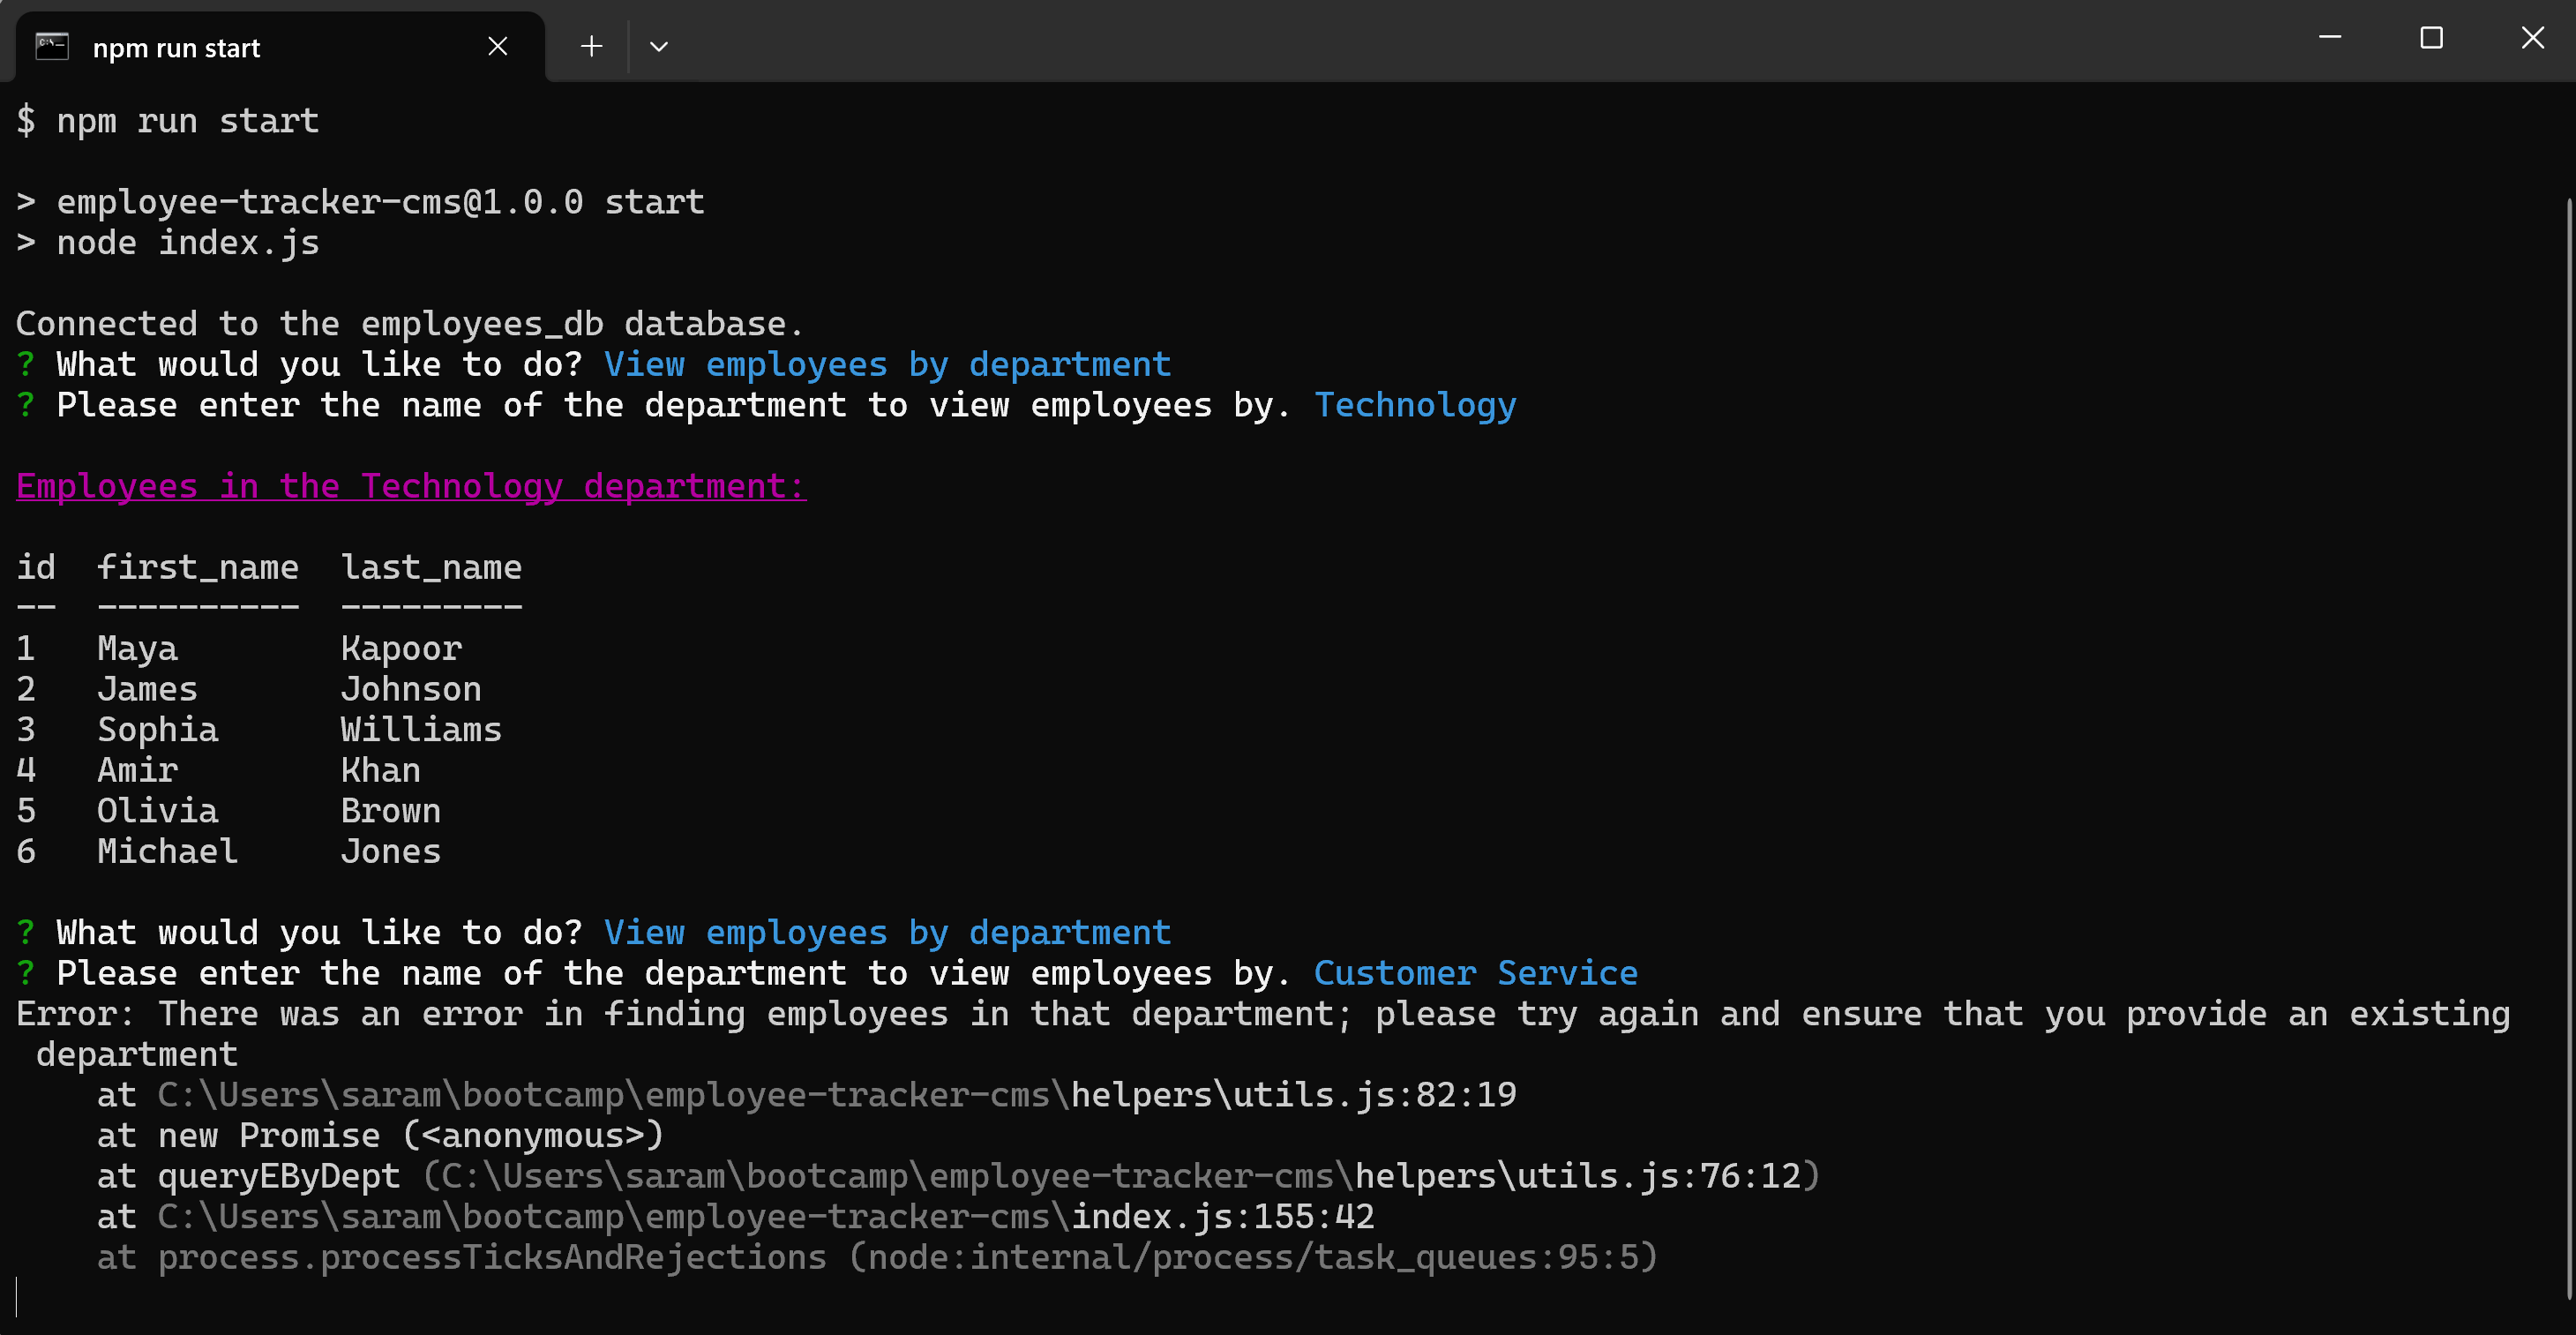 npm run start
$ npm run start
> employee-tracker-cms@1.0.0 start
> node index.js
Connected to the employees_db database.
? What would you like to do? View employees by department
? Please enter the name of the department to view employees by. Technology
Employees in the Technology department:
id  first_name  last_name
--  ----------  ---------
1   Maya        Kapoor
2   James       Johnson
3   Sophia      Williams
4   Amir        Khan
5   Olivia      Brown
6   Michael     Jones
? What would you like to do? View employees by department
? Please enter the name of the department to view employees by. Customer Service
Error: There was an error in finding employees in that department; please try again and ensure that you provide an existing
 department
    at C:\Users\saram\bootcamp\employee-tracker-cms\helpers\utils.js:82:19
    at new Promise (<anonymous>)
    at queryEByDept (C:\Users\saram\bootcamp\employee-tracker-cms\helpers\utils.js:76:12)
    at C:\Users\saram\bootcamp\employee-tracker-cms\index.js:155:42
    at process.processTicksAndRejections (node:internal/process/task_queues:95:5)